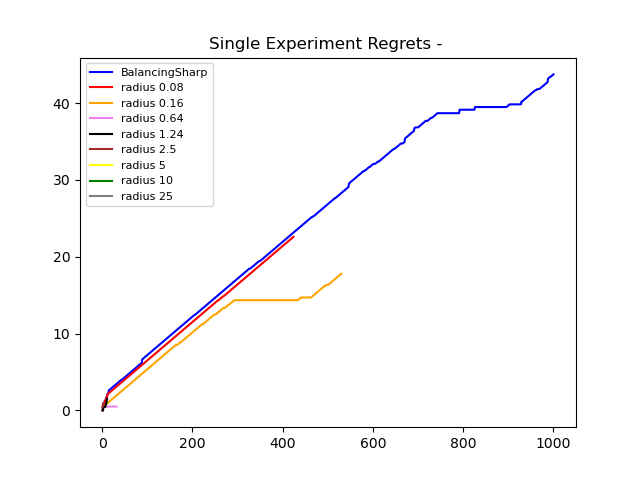 Single Experiment Regrets -
BalancingSharp
radius 0.08
radius 0.16
radius 0.64
radius 1.24
radius 2.5
radius 5
radius 10
radius 25
40
30
20
10
0
0 200 400 600 800 1000